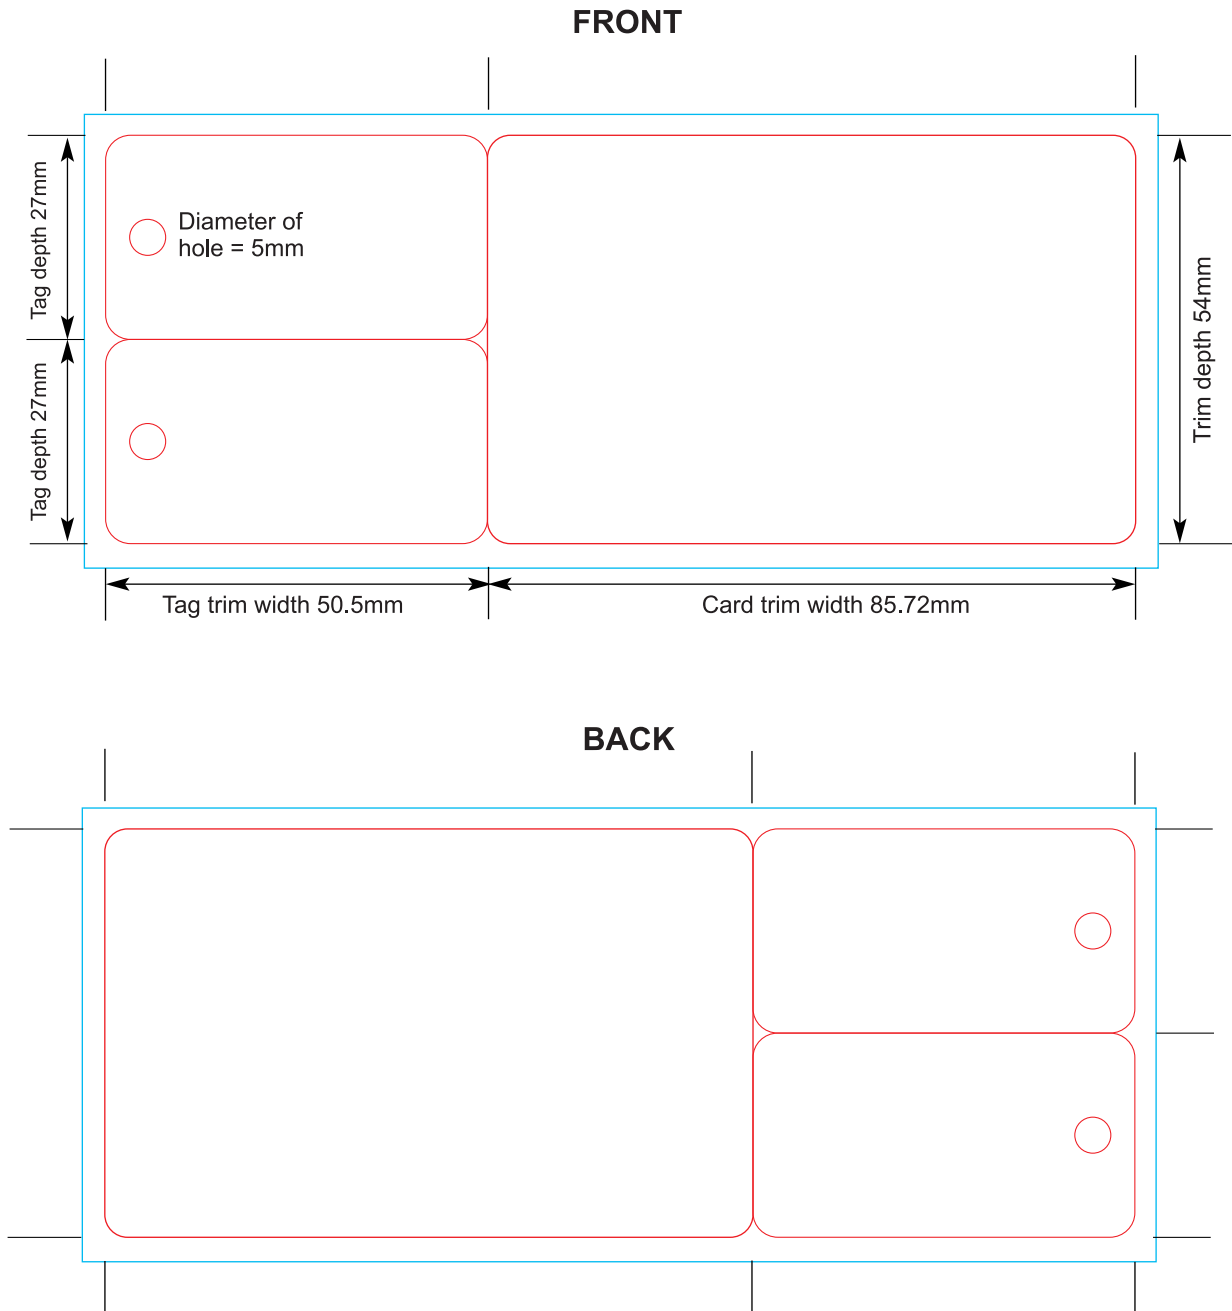 FRONT
Tag depth 27mm
Diameter of
hole = 5mm
Trim depth 54mm
Tag depth 27mm
Tag trim width 50.5mm
Card trim width 85.72mm
BACK